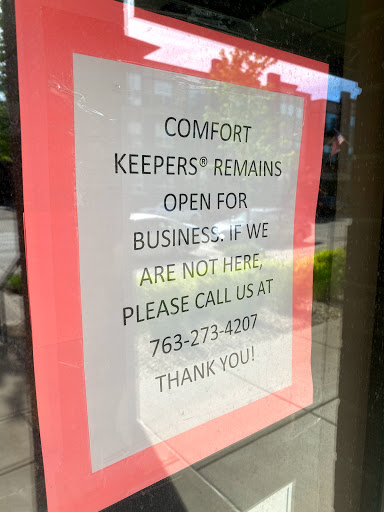 COMFORT
KEEPERS® REMAINS
OPEN FOR
BUSINESS. IF WE
ARE NOT HERE,
PLEASE CALL US AT
763-273-4207
THANK YOU!